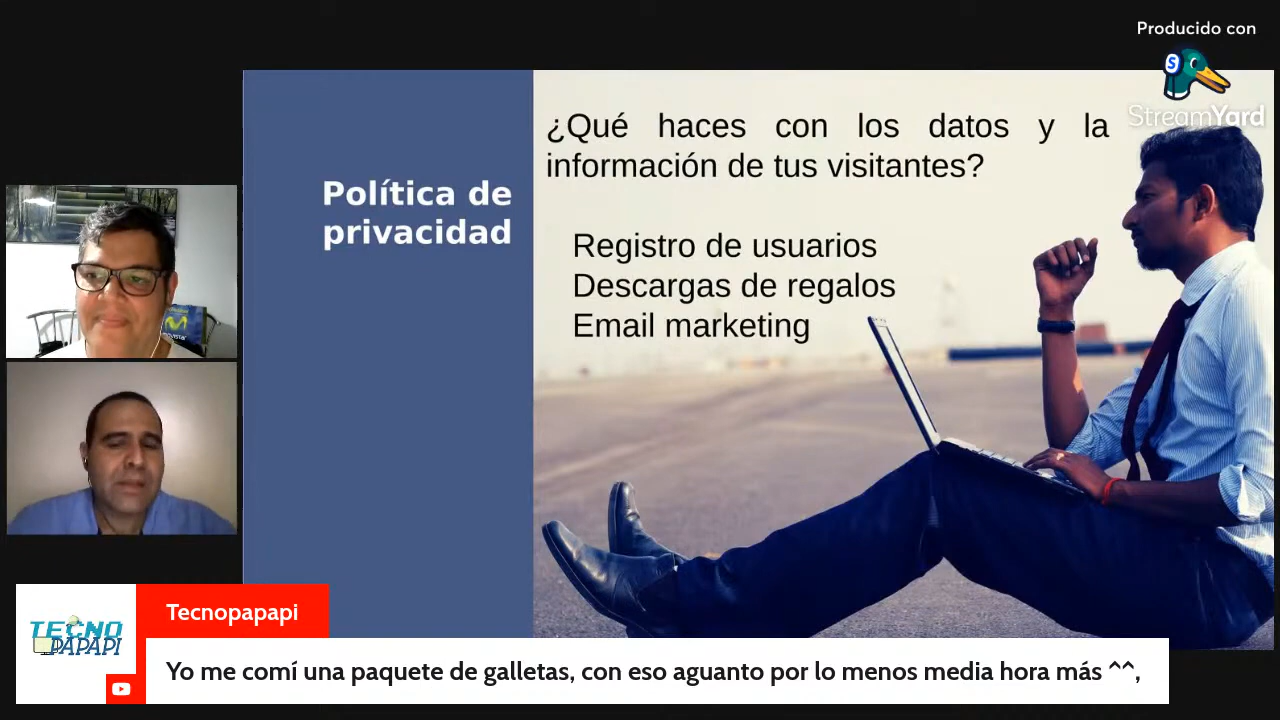 Producido con
StreamYard
¿Qué haces con los datos y la
información de tus visitantes?
Política de
privacidad
Registro de usuarios
Descargas de regalos
Email marketing
movistar
TECNO
PAPAPI
Tecnopapapi
Yo me comí una paquete de galletas, con eso aguanto por lo menos media hora más ^^,